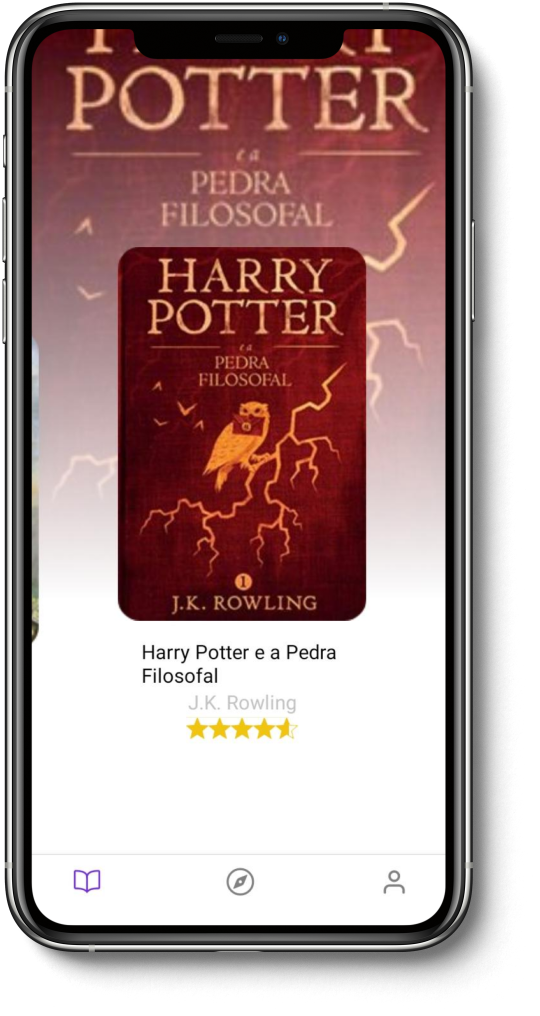 POTTER
e a
PEDRA
FILOSOFAL
HARRY
POTTER
e a
PEDRA
FILOSOFAL
1
J.K. ROWLING
Harry Potter e a Pedra
Filosofal
J.K. Rowling